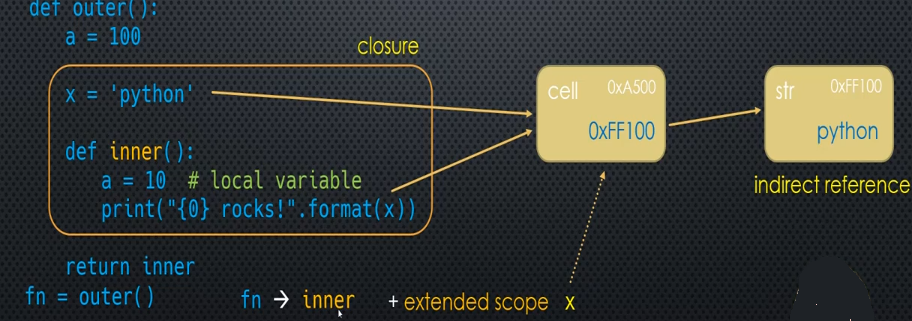 def outer():
a = 100
closure
x = 'python'
cell 0xA500
0xFF100
str 0xFF100
python
indirect reference
def inner():
a = 10 # local variable
print("{0} rocks!".format(x))
return inner
fn = outer()
fn → inner + extended scope x